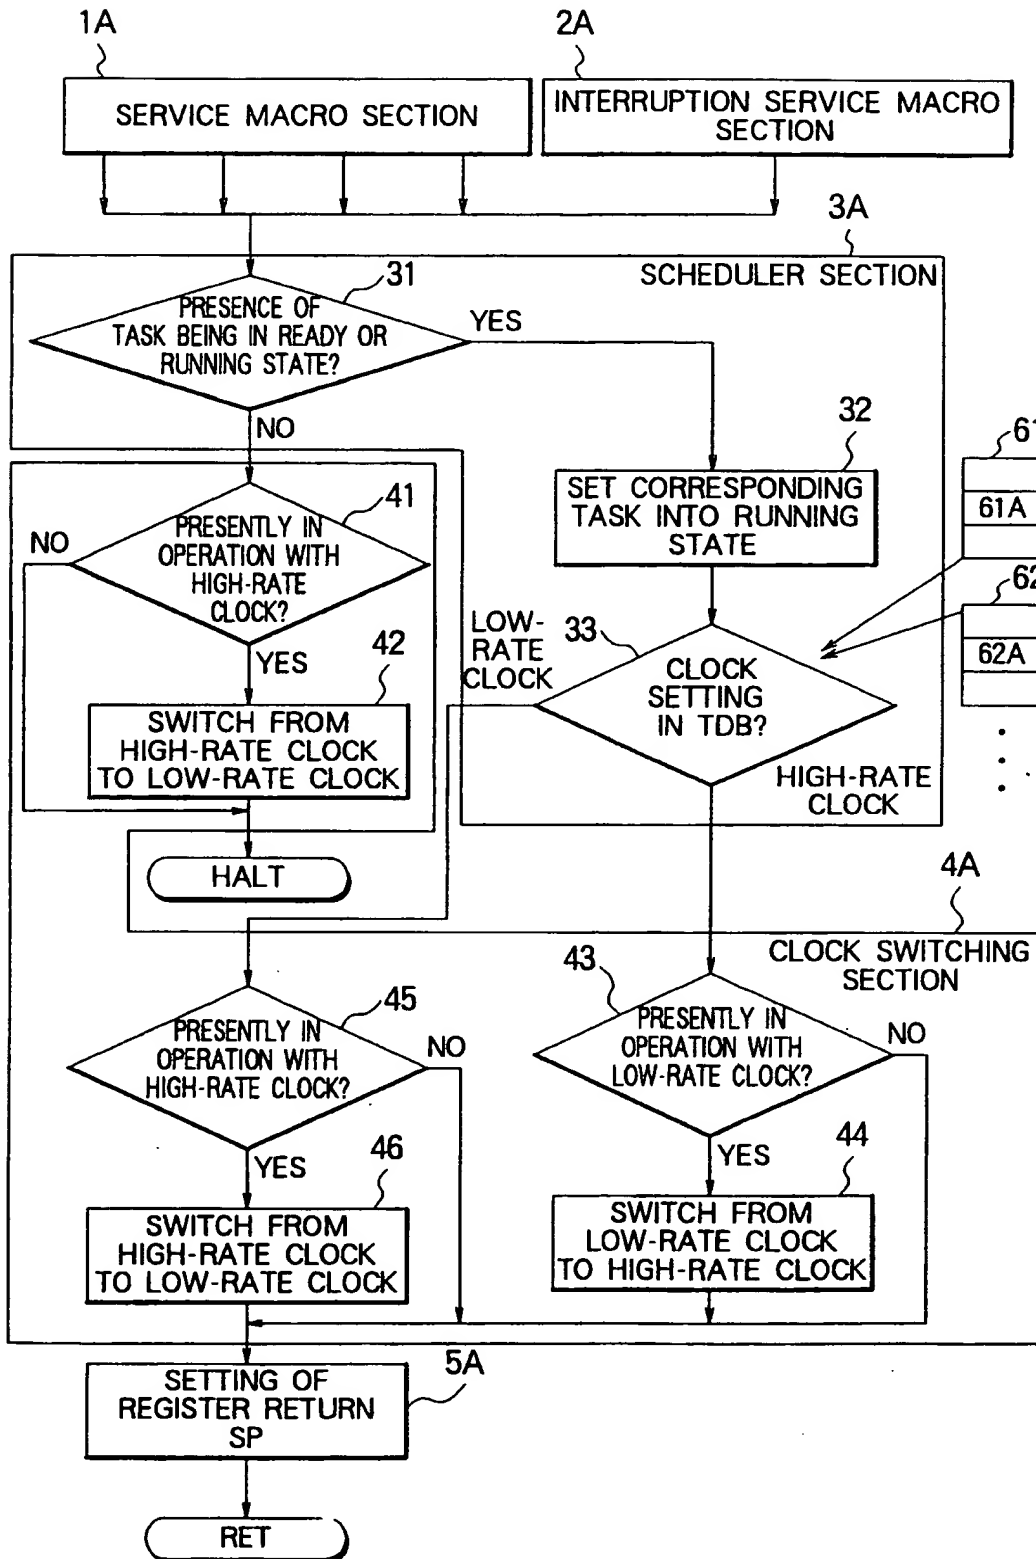 1A
2A
SERVICE MACRO SECTION
INTERRUPTION SERVICE MACRO
SECTION
3A
SCHEDULER SECTION
31
PRESENCE OF
TASK BEING IN READY OR
RUNNING STATE?
YES
NO
32
SET CORRESPONDING
TASK INTO RUNNING
STATE
61
61A
62
62A
41
PRESENTLY IN
OPERATION WITH
HIGH-RATE
CLOCK?
NO
YES
42
SWITCH FROM
HIGH-RATE CLOCK
TO LOW-RATE CLOCK
HALT
LOW-
RATE
CLOCK
33
CLOCK
SETTING
IN TDB?
HIGH-RATE
CLOCK
4A
CLOCK SWITCHING
SECTION
45
PRESENTLY IN
OPERATION WITH
HIGH-RATE CLOCK?
NO
YES
43
PRESENTLY IN
OPERATION WITH
LOW-RATE CLOCK?
NO
YES
46
SWITCH FROM
HIGH-RATE CLOCK
TO LOW-RATE CLOCK
44
SWITCH FROM
LOW-RATE CLOCK
TO HIGH-RATE CLOCK
5A
SETTING OF
REGISTER RETURN
SP
RET